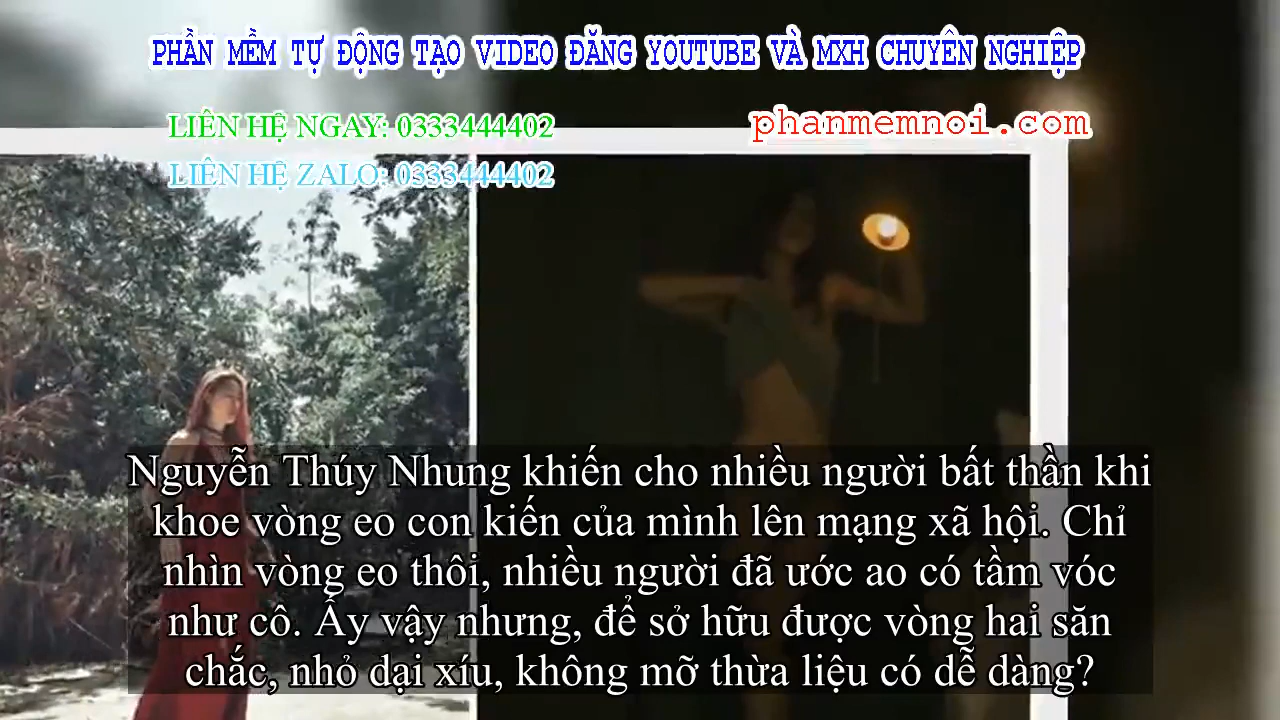 PHẦN MỀM TỰ ĐỘNG TẠO VIDEO ĐĂNG YOUTUBE VÀ MXH CHUYÊN NGHIỆP
LIÊN HỆ NGAY: 0333444402
phanmemnoi.com
LIÊN HỆ ZALO: 0333444402
Nguyễn Thúy Nhung khiến cho nhiều người bất thần khi
khoe vòng eo con kiến của mình lên mạng xã hội. Chỉ
nhìn vòng eo thôi, nhiều người đã ước ao có tầm vóc
như cô. Ấy vậy nhưng, để sở hữu được vòng hai săn
chắc, nhỏ dại xíu, không mỡ thừa liệu có dễ dàng?